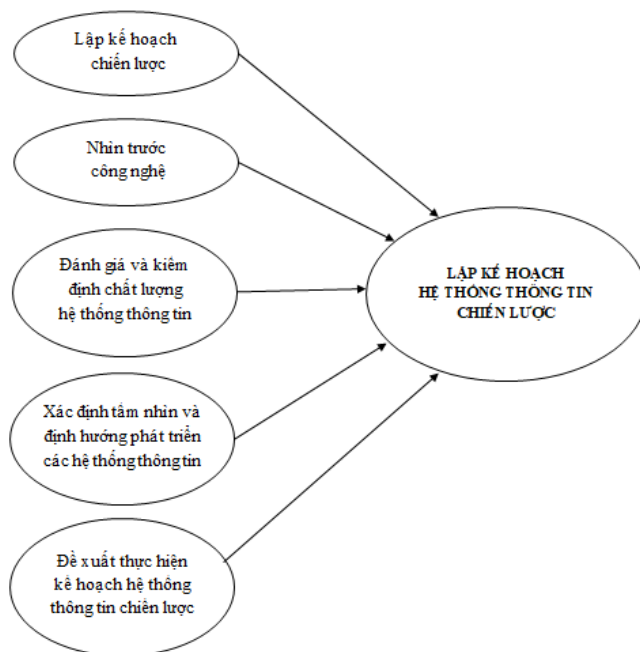 Lập kế hoạch
chiến lược
Nhìn trước
công nghệ
Đánh giá và kiểm
định chất lượng
hệ thống thông tin
LẬP KẾ HOẠCH
HỆ THỐNG THÔNG TIN
CHIẾN LƯỢC
Xác định tầm nhìn và
định hướng phát triển
các hệ thống thông tin
Đề xuất thực hiện
kế hoạch hệ thống
thông tin chiến lược